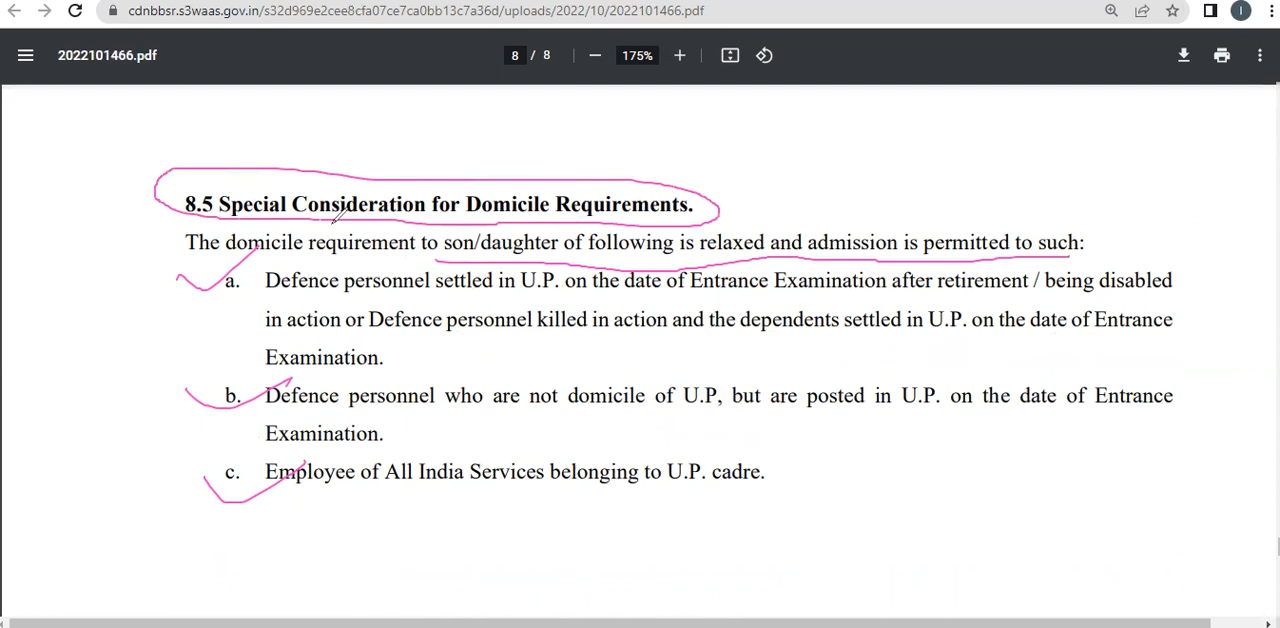 cdnbbsr.s3waas.gov.in/s32d969e2cee8cfa07ce7ca0bb13c7a36d/uploads/2022/10/2022101466.pdf
I
2022101466.pdf
8 / 8
175%
8.5 Special Consideration for Domicile Requirements.
The domicile requirement to son/daughter of following is relaxed and admission is permitted to such:
a. Defence personnel settled in U.P. on the date of Entrance Examination after retirement / being disabled
in action or Defence personnel killed in action and the dependents settled in U.P. on the date of Entrance
Examination.
b. Defence personnel who are not domicile of U.P, but are posted in U.P. on the date of Entrance
Examination.
c. Employee of All India Services belonging to U.P. cadre.